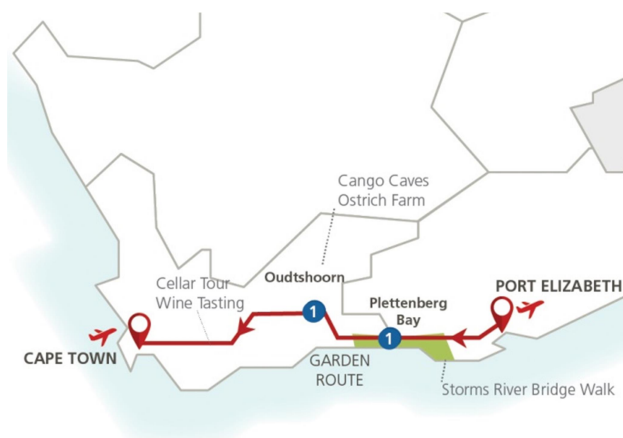 Cango Caves
Ostrich Farm
Oudtshoorn
Cellar Tour
Wine Tasting
PORT ELIZABETH
Plettenberg
Bay
1
1
CAPE TOWN
GARDEN
ROUTE
Storms River Bridge Walk